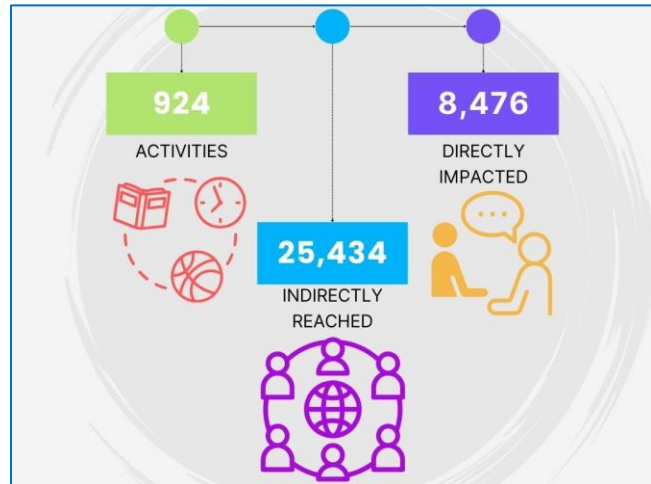 924
ACTIVITIES
25,434
INDIRECTLY
REACHED
8,476
DIRECTLY
IMPACTED